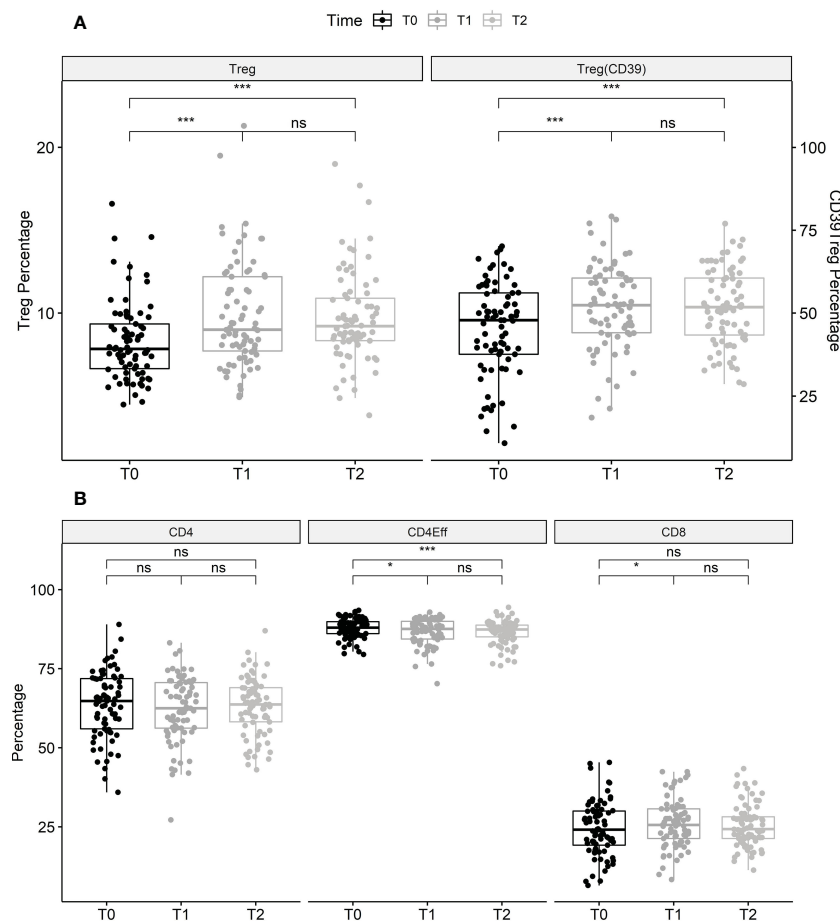 A
Time T0 T1 T2
Treg Treg(CD39)
*** ***
*** ns *** ns
20 100
75
10 50
25
Treg Percentage
CD39Treg Percentage
T0 T1 T2 T0 T1 T2
B
CD4 CD4Eff CD8
ns *** ns
ns ns * ns * ns
100
75
50
25
Percentage
T0 T1 T2 T0 T1 T2 T0 T1 T2